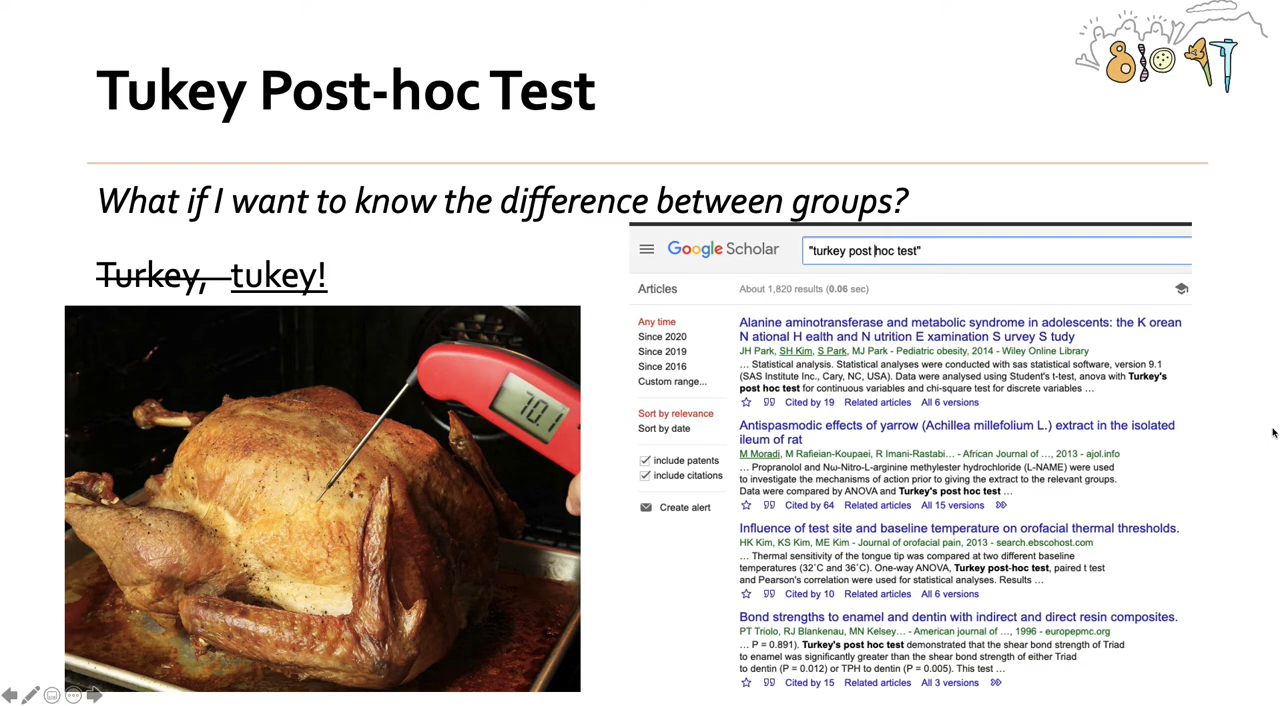 Tukey Post-hoc Test
What if I want to know the difference between groups?
Turkey, tukey!
Google Scholar
"turkey post hoc test"
Articles
About 1,820 results (0.06 sec)
Any time
Since 2020
Since 2019
Since 2016
Custom range...
Sort by relevance
Sort by date
include patents
include citations
Create alert
Alanine aminotransferase and metabolic syndrome in adolescents: the K orean
N ational H ealth and N utrition E xamination S urvey S tudy
JH Park, SH Kim, S Park, MJ Park - Pediatric obesity, 2014 - Wiley Online Library
... Statistical analysis. Statistical analyses were conducted with sas statistical software, version 9.1
(SAS Institute Inc., Cary, NC, USA). Data were analysed using Student's t-test, anova with Turkey's
post hoc test for continuous variables and chi-square test for discrete variables ...
Cited by 19 Related articles All 6 versions
Antispasmodic effects of yarrow (Achillea millefolium L.) extract in the isolated
ileum of rat
M Moradi, M Rafieian-Koupaei, R Imani-Rastabi... - African Journal of ..., 2013 - ajol.info
... Propranolol and Nω-Nitro-L-arginine methylester hydrochloride (L-NAME) were used
to investigate the mechanisms of action prior to giving the extract to the relevant groups.
Data were compared by ANOVA and Turkey's post hoc test ...
Cited by 64 Related articles All 15 versions
Influence of test site and baseline temperature on orofacial thermal thresholds.
HK Kim, KS Kim, ME Kim - Journal of orofacial pain, 2013 - search.ebscohost.com
... Thermal sensitivity of the tongue tip was compared at two different baseline
temperatures (32˚C and 36˚C). One-way ANOVA, Turkey post-hoc test, paired t test
and Pearson's correlation were used for statistical analyses. Results ...
Cited by 10 Related articles All 6 versions
Bond strengths to enamel and dentin with indirect and direct resin composites.
PT Triolo, RJ Blankenau, MN Kelsey... - American journal of ..., 1996 - europepmc.org
... P = 0.891). Turkey's post hoc test demonstrated that the shear bond strength of Triad
to enamel was significantly greater than the shear bond strength of either Triad
to dentin (P = 0.012) or TPH to dentin (P = 0.005). This test ...
Cited by 15 Related articles All 3 versions